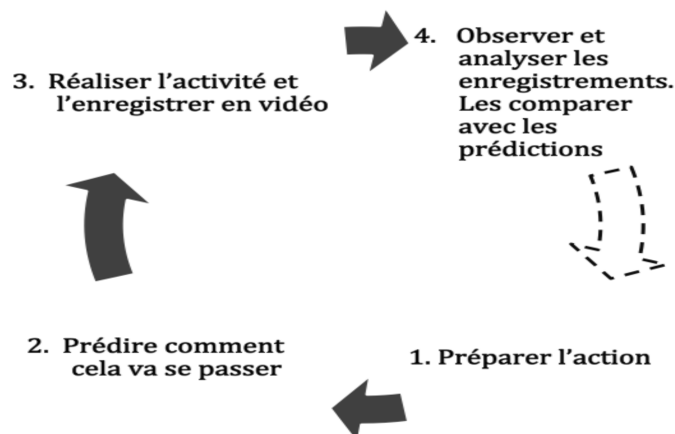 4. Observer et
analyser les
enregistrements.
Les comparer
avec les
prédictions
3. Réaliser l’activité et
l’enregistrer en vidéo
2. Prédire comment
cela va se passer
1. Préparer l’action